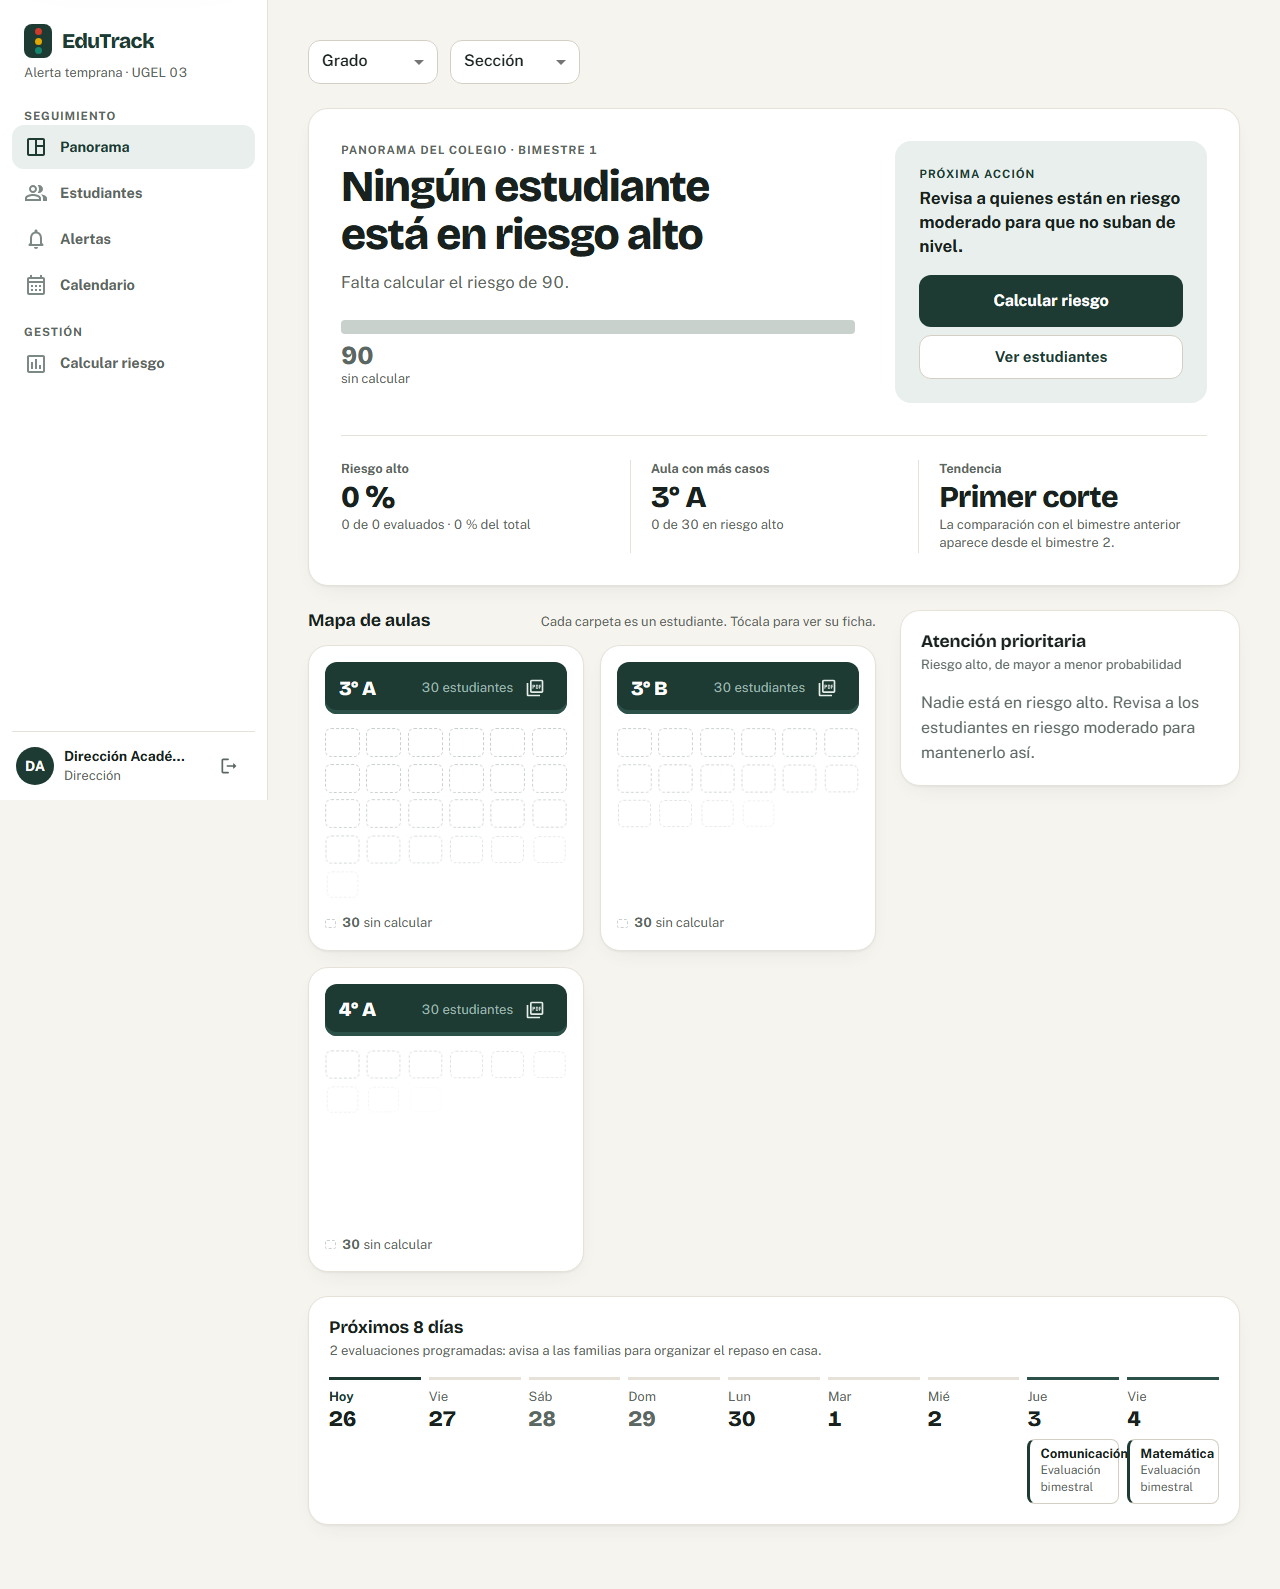 EduTrack
Alerta temprana · UGEL 03
SEGUIMIENTO
Panorama
Estudiantes
Alertas
Calendario
GESTIÓN
Calcular riesgo
DA
Dirección Acadé...
Dirección
Grado
Sección
PANORAMA DEL COLEGIO · BIMESTRE 1
Ningún estudiante
está en riesgo alto
Falta calcular el riesgo de 90.
90
sin calcular
PRÓXIMA ACCIÓN
Revisa a quienes están en riesgo
moderado para que no suban de
nivel.
Calcular riesgo
Ver estudiantes
Riesgo alto
0 %
0 de 0 evaluados · 0 % del total
Aula con más casos
3° A
0 de 30 en riesgo alto
Tendencia
Primer corte
La comparación con el bimestre anterior
aparece desde el bimestre 2.
Mapa de aulas
Cada carpeta es un estudiante. Tócala para ver su ficha.
3° A
30 estudiantes
PDF
30 sin calcular
3° B
30 estudiantes
PDF
30 sin calcular
4° A
30 estudiantes
PDF
30 sin calcular
Atención prioritaria
Riesgo alto, de mayor a menor probabilidad
Nadie está en riesgo alto. Revisa a los
estudiantes en riesgo moderado para
mantenerlo así.
Próximos 8 días
2 evaluaciones programadas: avisa a las familias para organizar el repaso en casa.
Hoy
26
Vie
27
Sáb
28
Dom
29
Lun
30
Mar
1
Mié
2
Jue
3
Comunicación
Evaluación
bimestral
Vie
4
Matemática
Evaluación
bimestral